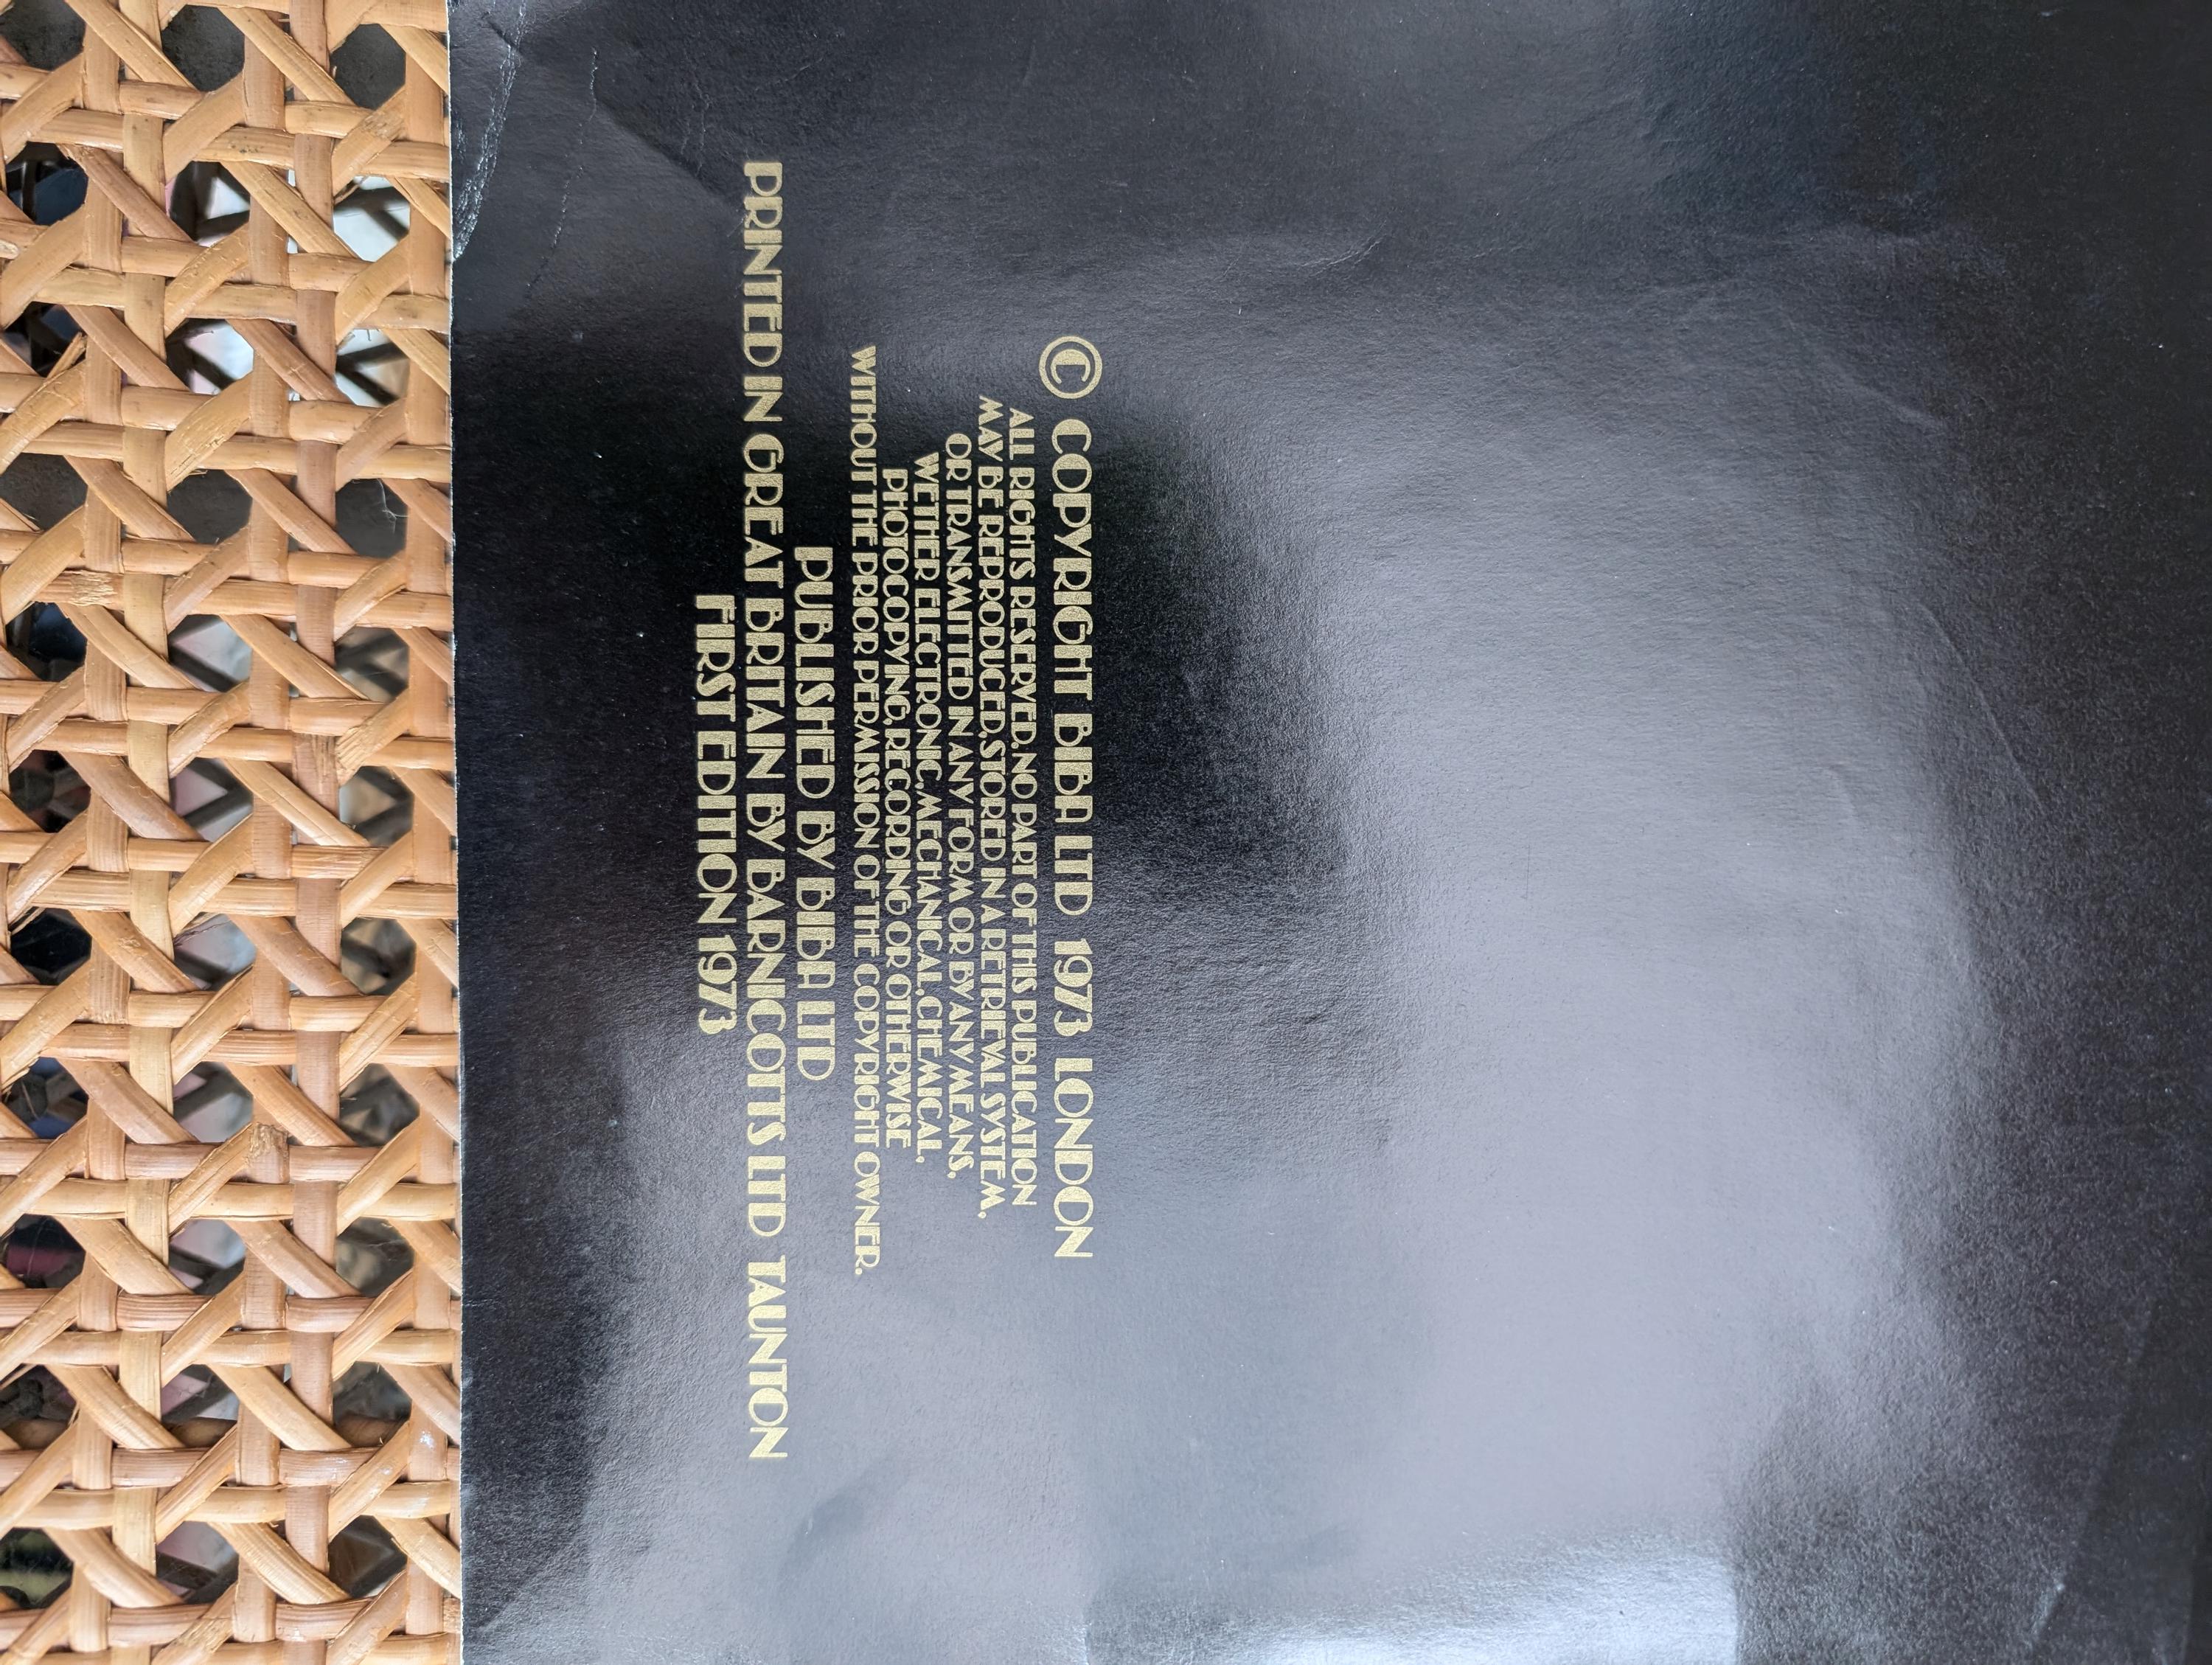 © COPYRIGHT BIBA LTD 1973 LONDON
ALL RIGHTS RESERVED. NO PART OF THIS PUBLICATION
MAY BE REPRODUCED, STORED IN A RETRIEVAL SYSTEM,
OR TRANSMITTED IN ANY FORM OR BY ANY MEANS,
WETHER ELECTRONIC, MECHANICAL, CHEMICAL,
PHOTOCOPYING, RECORDING OR OTHERWISE
WITHOUT THE PRIOR PERMISSION OF THE COPYRIGHT OWNER.
PUBLISHED BY BIBA LTD
PRINTED IN GREAT BRITAIN BY BARNICOTTS LTD TAUNTON
FIRST EDITION 1973